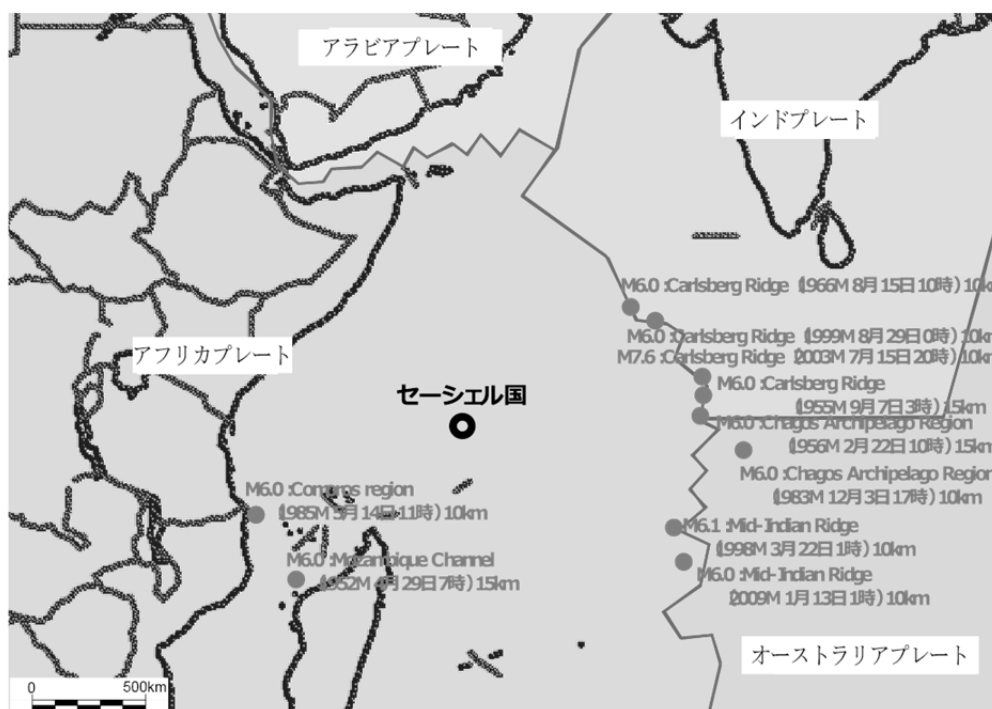 アラビアプレート
インドプレート
M6.0 :Carlsberg Ridge (1966M 8月15日10時) 10km
M6.0 :Carlsberg Ridge (1999M 8月29日0時) 10km
アフリカプレート
M7.6 :Carlsberg Ridge (2003M 7月15日20時) 10km
セーシェル国
M6.0 :Carlsberg Ridge
(1955M 9月7日3時) 15km
M6.0 :Chagos Archipelago Region
(1956M 2月22日10時) 15km
M6.0 :Chagos Archipelago Region
(1983M 12月3日17時) 10km
M6.0 :Comoros region
(1985M 5月14日11時) 10km
M6.1 :Mid-Indian Ridge
(1998M 3月22日1時) 10km
M6.0 :Mozambique Channel
(1952M 4月29日7時) 15km
M6.0 :Mid-Indian Ridge
(2009M 1月13日1時) 10km
オーストラリアプレート
0 500km